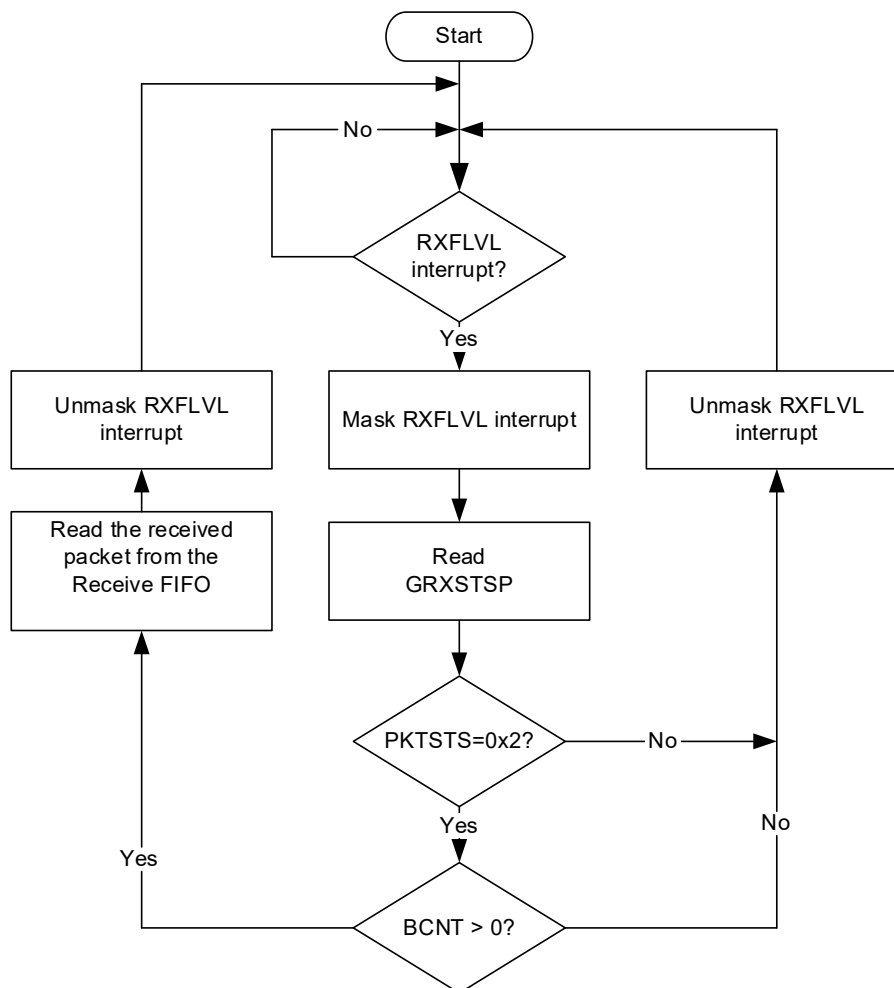 Start
No
RXFLVL
interrupt?
Yes
Unmask RXFLVL
interrupt
Mask RXFLVL interrupt
Unmask RXFLVL
interrupt
Read the received
packet from the
Receive FIFO
Read
GRXSTSP
PKTSTS=0x2?
No
Yes
No
Yes
BCNT > 0?